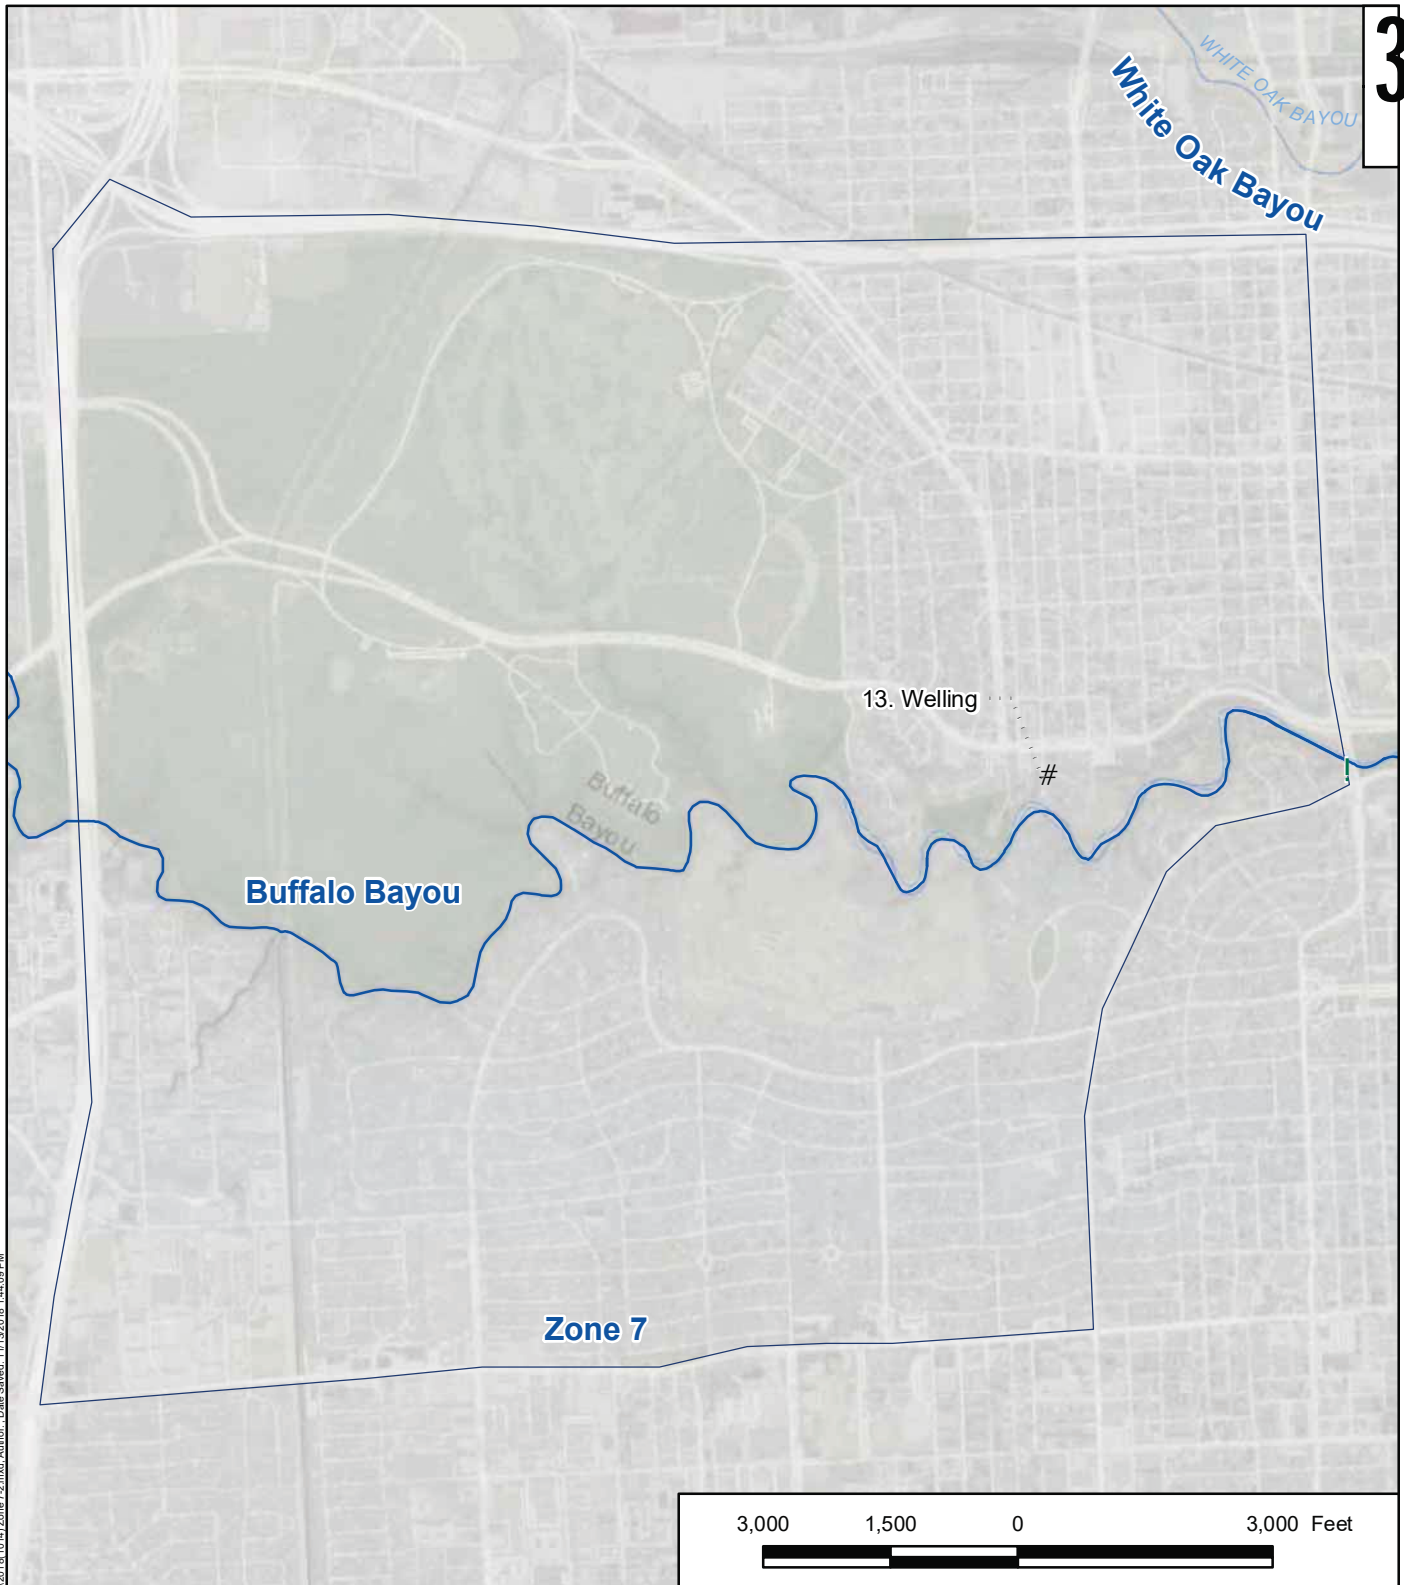 3
WHITE OAK BAYOU
White Oak Bayou
13. Welling
#
Buffalo
Bayou
Buffalo Bayou
Zone 7
3,000 1,500 0 3,000 Feet